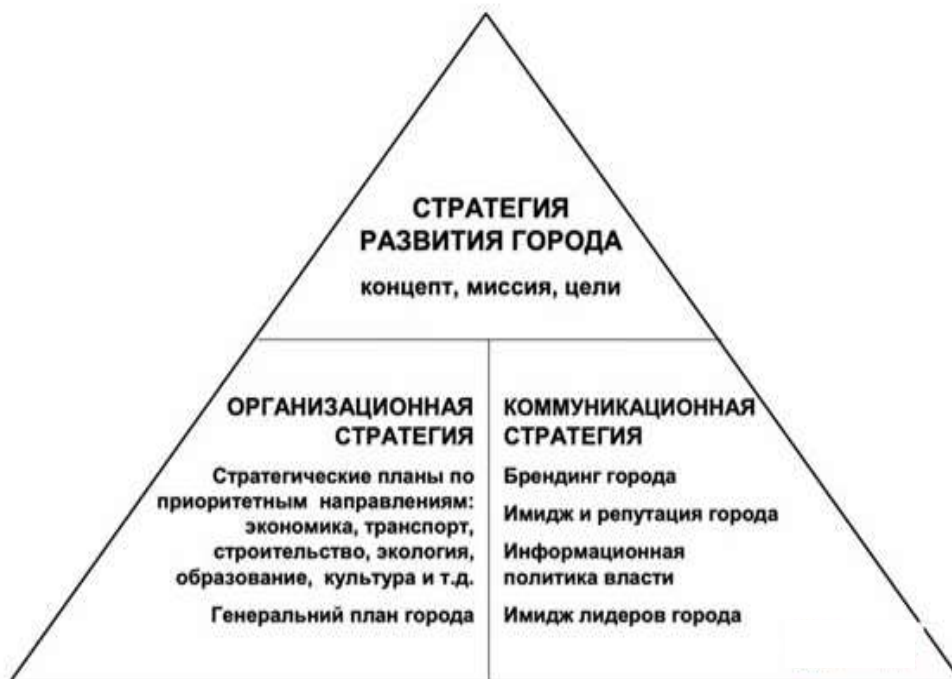 СТРАТЕГИЯ
РАЗВИТИЯ ГОРОДА
концепт, миссия, цели
ОРГАНИЗАЦИОННАЯ
СТРАТЕГИЯ
Стратегические планы по
приоритетным направлениям:
экономика, транспорт,
строительство, экология,
образование, культура и т.д.
Генеральний план города
КОММУНИКАЦИОННАЯ
СТРАТЕГИЯ
Брендинг города
Имидж и репутация города
Информационная
политика власти
Имидж лидеров города